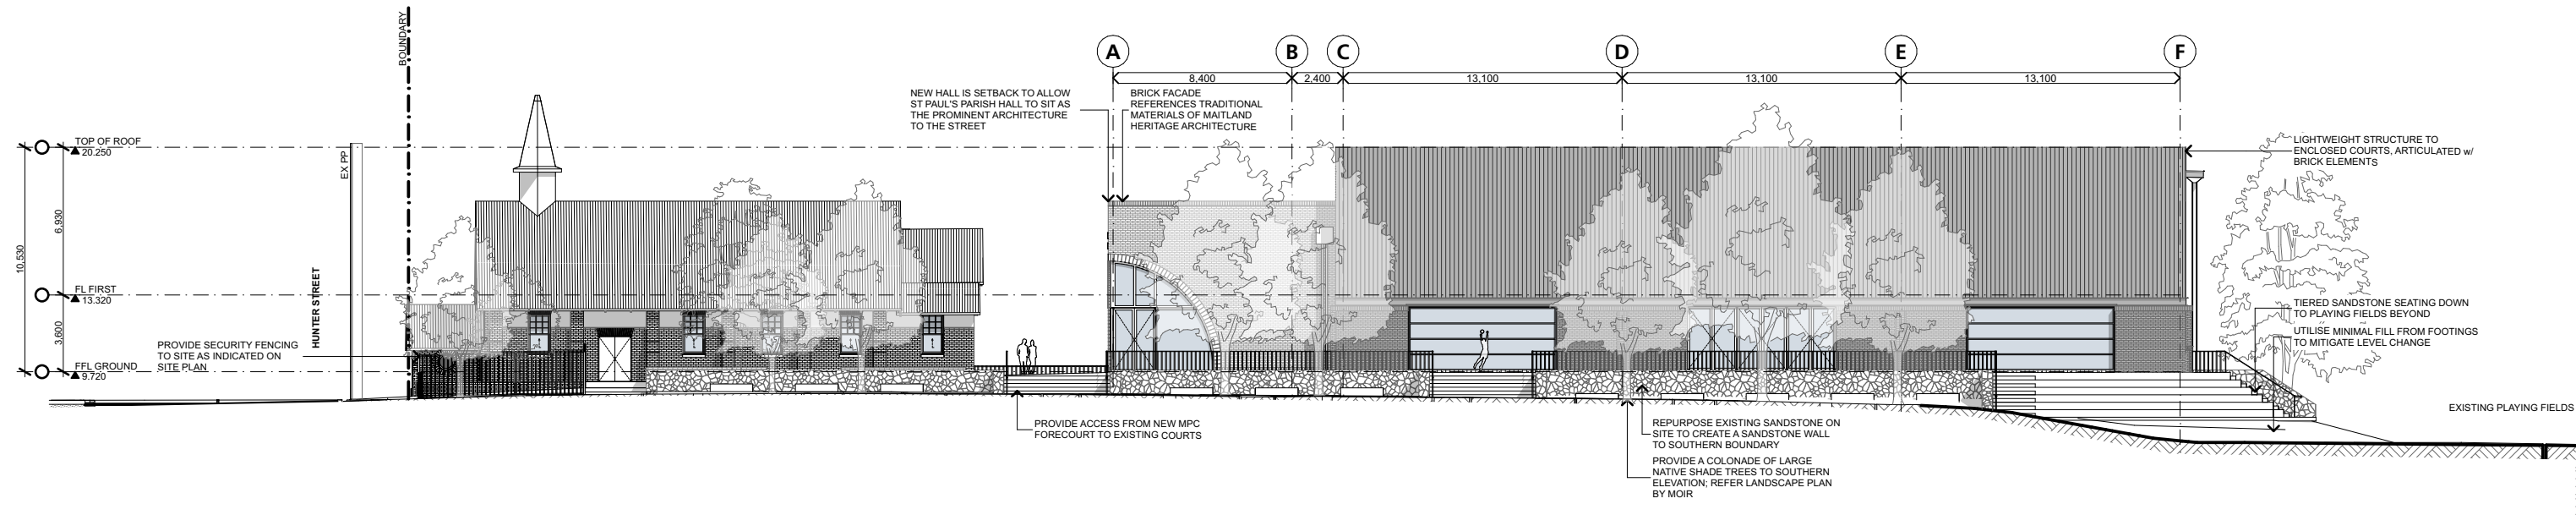 BOUNDARY
A
B
C
D
E
F
8,400
2,400
13,100
13,100
13,100
NEW HALL IS SETBACK TO ALLOW
ST PAUL'S PARISH HALL TO SIT AS
THE PROMINENT ARCHITECTURE
TO THE STREET
BRICK FACADE
REFERENCES TRADITIONAL
MATERIALS OF MAITLAND
HERITAGE ARCHITECTURE
TOP OF ROOF
20.250
EX PP
LIGHTWEIGHT STRUCTURE TO
ENCLOSED COURTS, ARTICULATED w/
BRICK ELEMENTS
6,930
10,530
FL FIRST
13.320
HUNTER STREET
3,600
TIERED SANDSTONE SEATING DOWN
TO PLAYING FIELDS BEYOND
UTILISE MINIMAL FILL FROM FOOTINGS
TO MITIGATE LEVEL CHANGE
PROVIDE SECURITY FENCING
TO SITE AS INDICATED ON
SITE PLAN
FFL GROUND
9.720
EXISTING PLAYING FIELDS
PROVIDE ACCESS FROM NEW MPC
FORECOURT TO EXISTING COURTS
REPURPOSE EXISTING SANDSTONE ON
SITE TO CREATE A SANDSTONE WALL
TO SOUTHERN BOUNDARY
PROVIDE A COLONADE OF LARGE
NATIVE SHADE TREES TO SOUTHERN
ELEVATION; REFER LANDSCAPE PLAN
BY MOIR